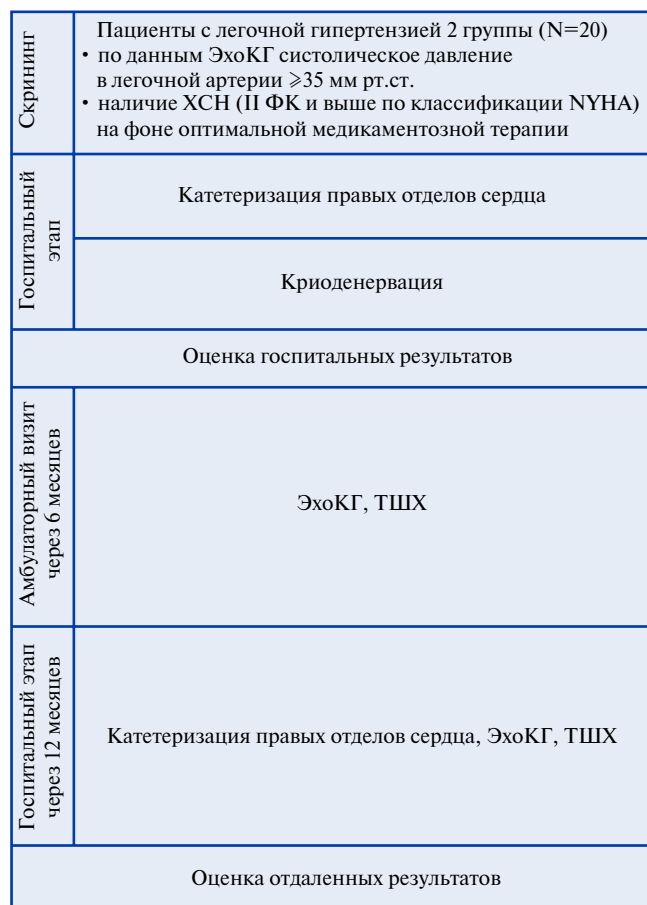 Скрининг
Пациенты с легочной гипертензией 2 группы (N=20)
• по данным ЭхоКГ систолическое давление
в легочной артерии ⩾35 мм рт.ст.
• наличие ХСН (II ФК и выше по классификации NYHA)
на фоне оптимальной медикаментозной терапии
Госпитальный
этап
Катетеризация правых отделов сердца
Криоденервация
Оценка госпитальных результатов
Амбулаторный визит
через 6 месяцев
ЭхоКГ, ТШХ
Госпитальный этап
через 12 месяцев
Катетеризация правых отделов сердца, ЭхоКГ, ТШХ
Оценка отдаленных результатов